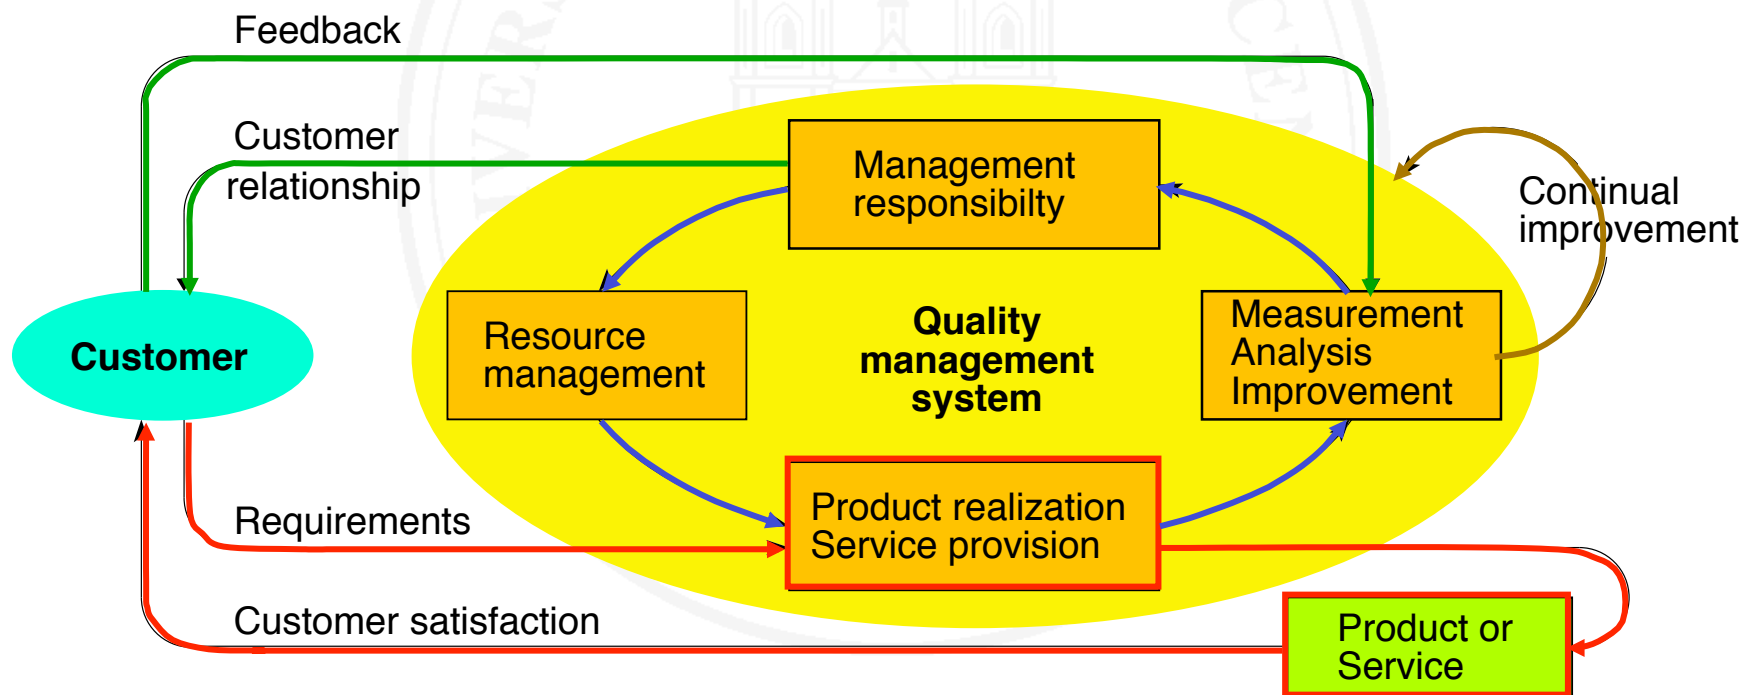 Feedback
Customer
relationship
Management
responsibilty
Continual
improvement
Customer
Resource
management
Quality
management
system
Measurement
Analysis
Improvement
Requirements
Product realization
Service provision
Customer satisfaction
Product or
Service